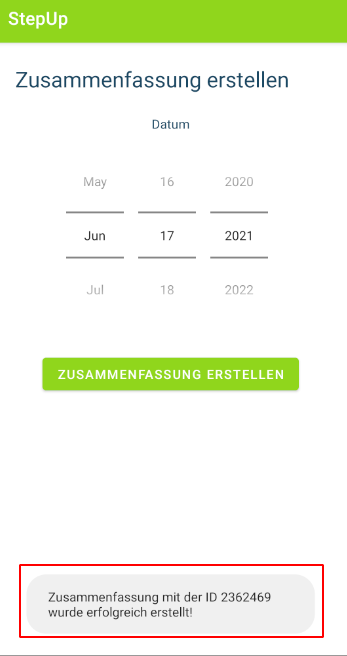 StepUp
Zusammenfassung erstellen
Datum
May 16 2020
Jun 17 2021
Jul 18 2022
ZUSAMMENFASSUNG ERSTELLEN
Zusammenfassung mit der ID 2362469
wurde erfolgreich erstellt!